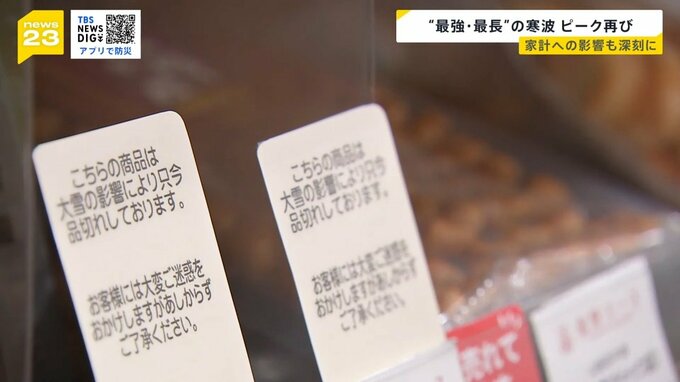 news
23
TBS
NEWS
DIG
アプリで防災
“最強・最長”の寒波 ピーク再び
家計への影響も深刻に
こちらの商品は
大雪の影響により只今
品切れしております。
お客様には大変ご迷惑を
おかけしますがあしからず
ご了承ください。
こちらの商品は
大雪の影響により只今
品切れしております。
お客様には大変ご迷惑を
おかけしますがあしからず
ご了承ください。
売れて